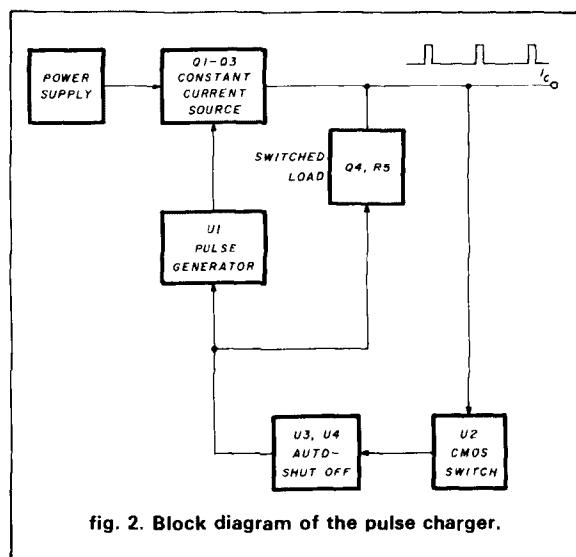 POWER
SUPPLY
Q1-Q3
CONSTANT
CURRENT
SOURCE
IC
SWITCHED
LOAD
Q4, R5
U1
PULSE
GENERATOR
U3, U4
AUTO-
SHUT OFF
U2
CMOS
SWITCH
fig. 2. Block diagram of the pulse charger.